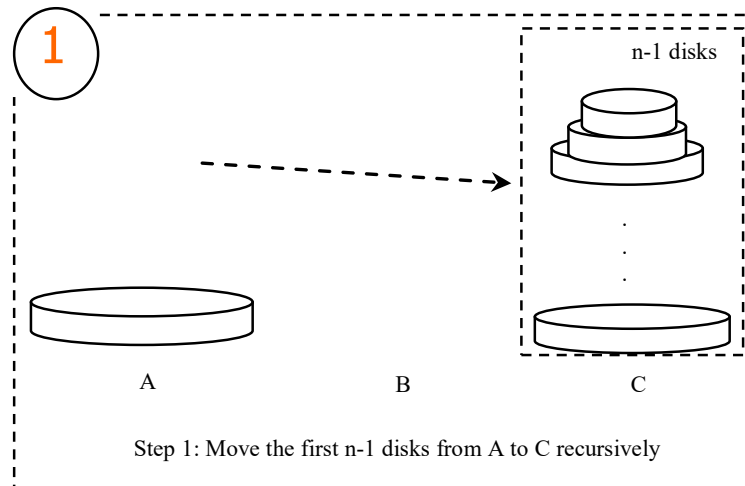 1
n-1 disks
.
.
.
A B C
Step 1: Move the first n-1 disks from A to C recursively